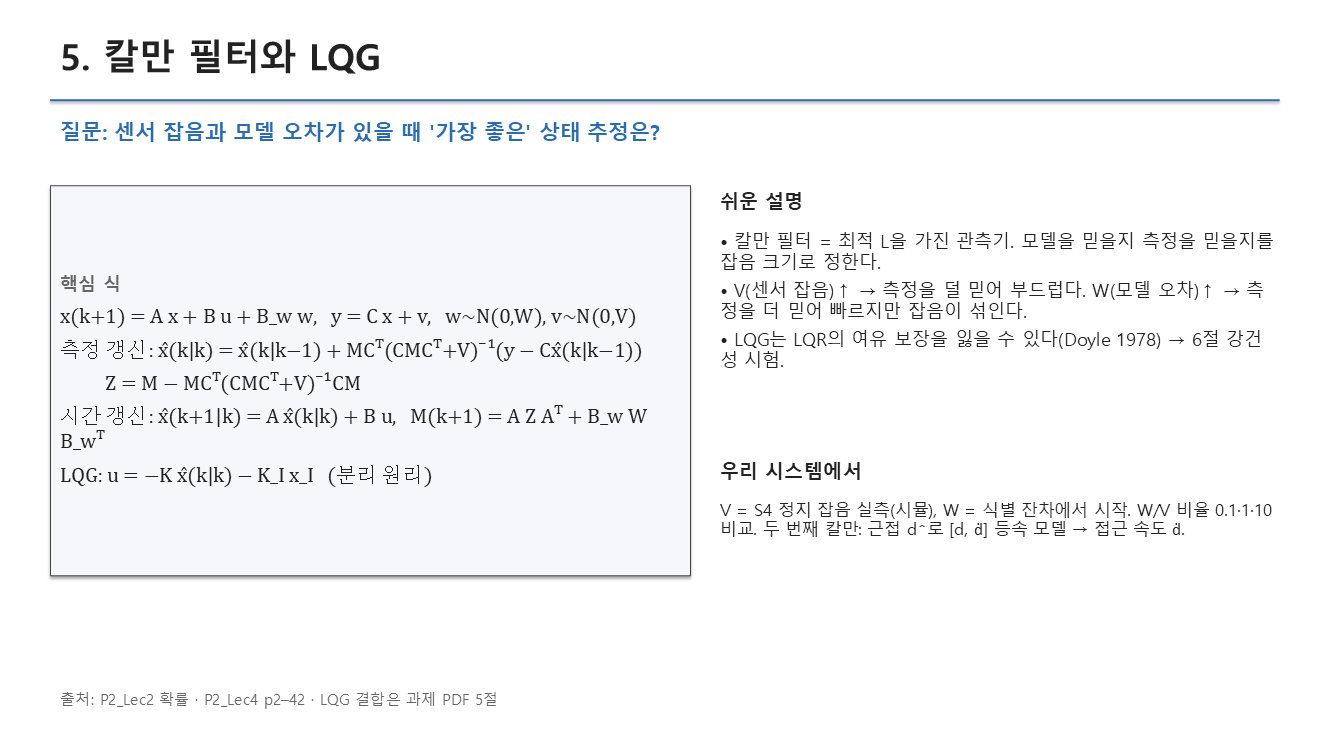 5. 칼만 필터와 LQG
질문: 센서 잡음과 모델 오차가 있을 때 '가장 좋은' 상태 추정은?
핵심 식
x(k+1) = A x + B u + B_w w,   y = C x + v,   w~N(0,W), v~N(0,V)
측정 갱신: x̂(k|k) = x̂(k|k−1) + MCᵀ(CMCᵀ+V)⁻¹(y − Cx̂(k|k−1))
Z = M − MCᵀ(CMCᵀ+V)⁻¹CM
시간 갱신: x̂(k+1|k) = A x̂(k|k) + B u,   M(k+1) = A Z Aᵀ + B_w W
B_wᵀ
LQG: u = −K x̂(k|k) − K_I x_I   (분리 원리)
쉬운 설명
• 칼만 필터 = 최적 L을 가진 관측기. 모델을 믿을지 측정을 믿을지를
잡음 크기로 정한다.
• V(센서 잡음)↑ → 측정을 덜 믿어 부드럽다. W(모델 오차)↑ → 측
정을 더 믿어 빠르지만 잡음이 섞인다.
• LQG는 LQR의 여유 보장을 잃을 수 있다(Doyle 1978) → 6절 강건
성 시험.
우리 시스템에서
V = S4 정지 잡음 실측(시뮬), W = 식별 잔차에서 시작. W/V 비율 0.1·1·10
비교. 두 번째 칼만: 근접 d̂로 [d, ḋ] 등속 모델 → 접근 속도 ḋ.
출처: P2_Lec2 확률 · P2_Lec4 p2–42 · LQG 결합은 과제 PDF 5절